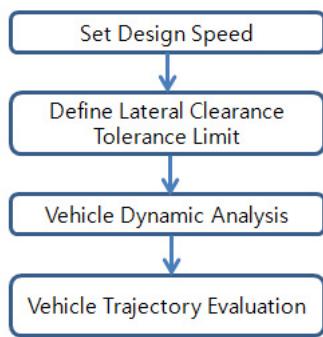 Set Design Speed
Define Lateral Clearance
Tolerance Limit
Vehicle Dynamic Analysis
Vehicle Trajectory Evaluation